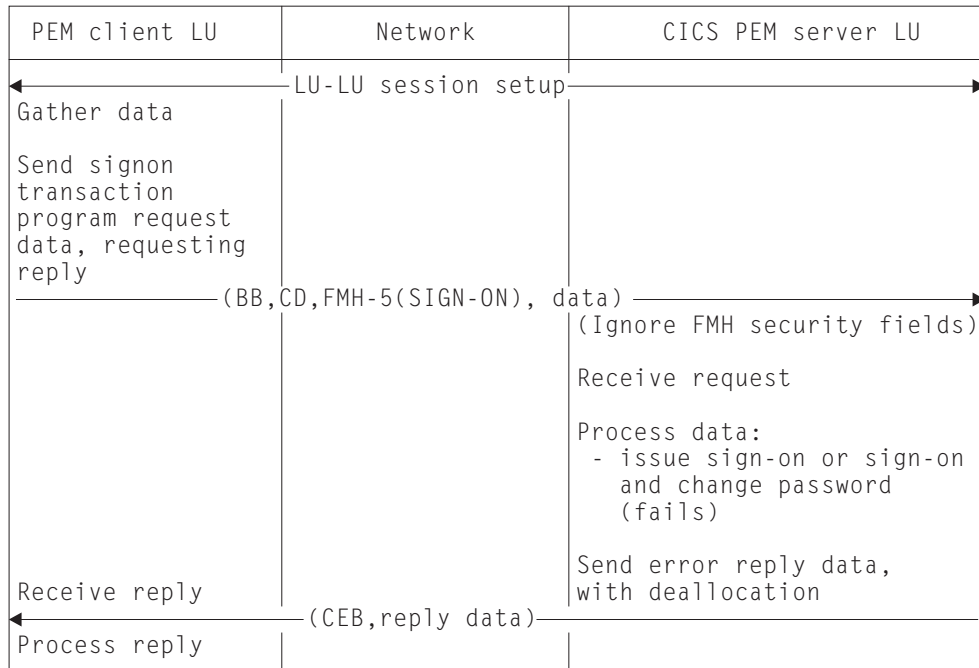 PEM client LU Network CICS PEM server LU
LU-LU session setup
Gather data
Send signon
transaction
program request
data, requesting
reply
(BB,CD,FMH-5(SIGN-ON), data)
(Ignore FMH security fields)
Receive request
Process data:
- issue sign-on or sign-on
and change password
(fails)
Send error reply data,
with deallocation
Receive reply
(CEB,reply data)
Process reply